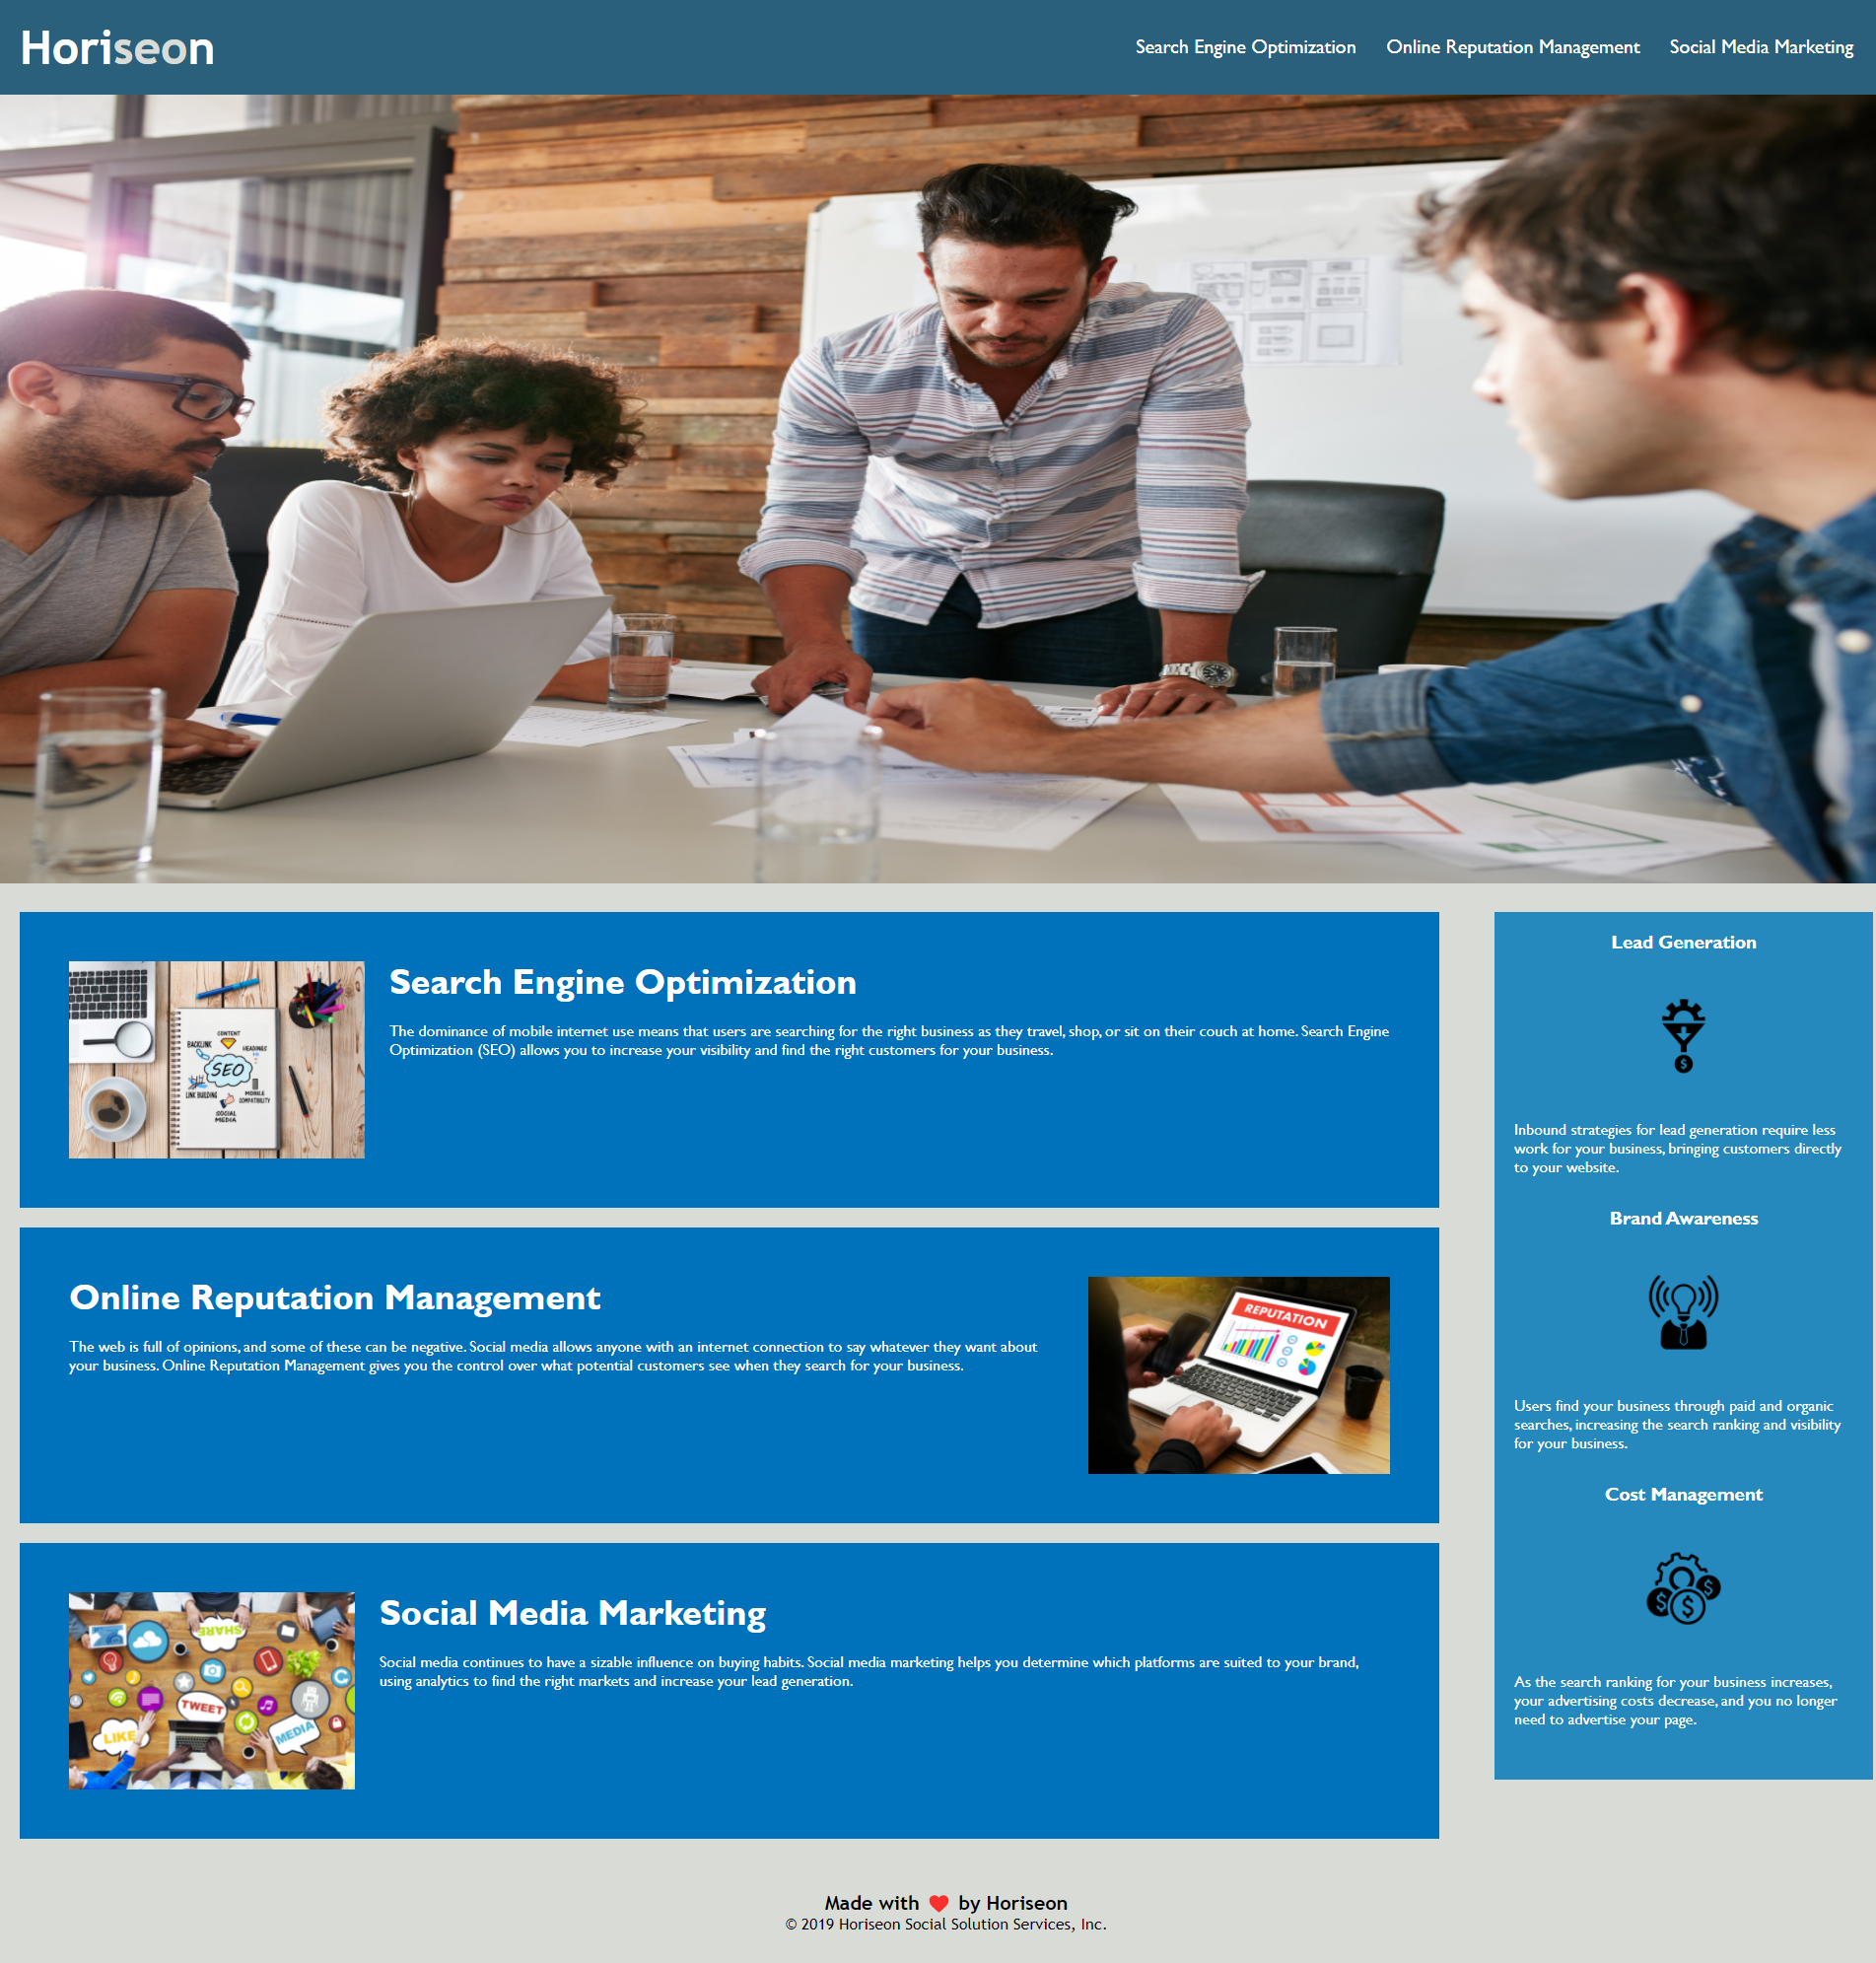 Horiseon
Search Engine Optimization
Online Reputation Management
Social Media Marketing
Search Engine Optimization
The dominance of mobile internet use means that users are searching for the right business as they travel, shop, or sit on their couch at home. Search Engine
Optimization (SEO) allows you to increase your visibility and find the right customers for your business.
CONTENT
BACKLINK
HEADINGS
SEO
LINK BUILDING
MOBILE
COMPATIBILITY
SOCIAL
MEDIA
Online Reputation Management
The web is full of opinions, and some of these can be negative. Social media allows anyone with an internet connection to say whatever they want about
your business. Online Reputation Management gives you the control over what potential customers see when they search for your business.
REPUTATION
Social Media Marketing
Social media continues to have a sizable influence on buying habits. Social media marketing helps you determine which platforms are suited to your brand,
using analytics to find the right markets and increase your lead generation.
SHARE
TWEET
LIKE
MEDIA
Lead Generation
$
Inbound strategies for lead generation require less
work for your business, bringing customers directly
to your website.
Brand Awareness
Users find your business through paid and organic
searches, increasing the search ranking and visibility
for your business.
Cost Management
$ $ $
As the search ranking for your business increases,
your advertising costs decrease, and you no longer
need to advertise your page.
Made with ❤️ by Horiseon
© 2019 Horiseon Social Solution Services, Inc.